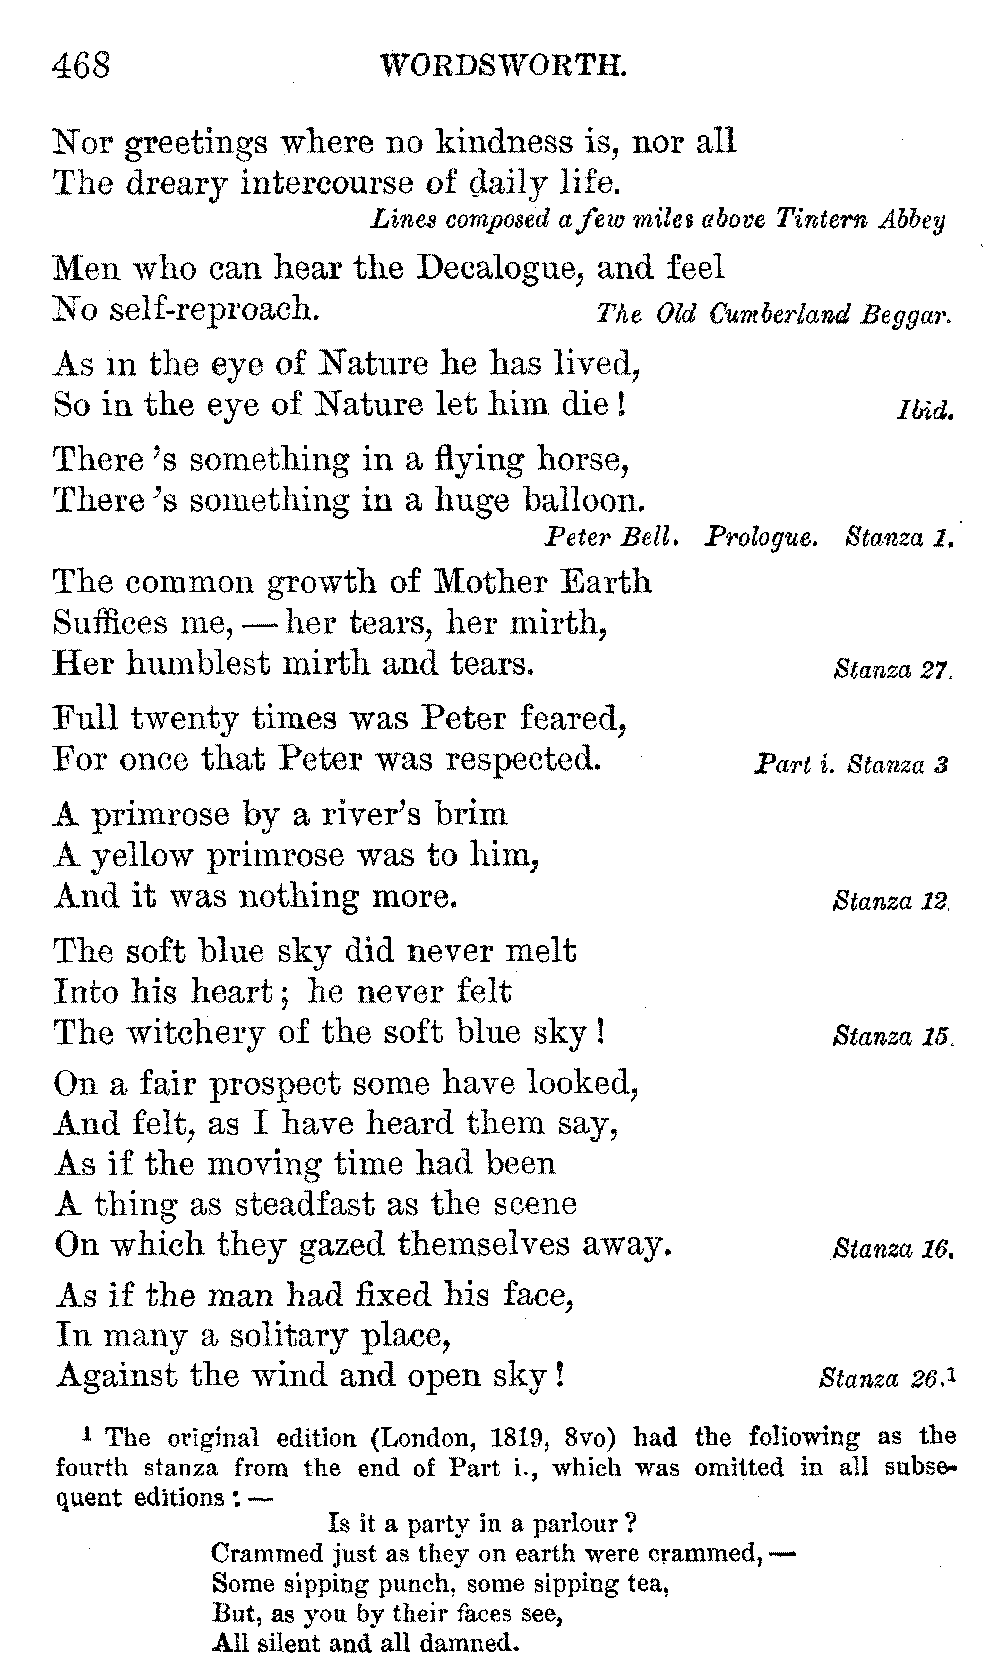 468 WORDSWORTH.
Nor greetings where no kindness is, nor all
The dreary intercourse of daily life.
Lines composed a few miles above Tintern Abbey
Men who can hear the Decalogue, and feel
No self-reproach. The Old Cumberland Beggar.
As in the eye of Nature he has lived,
So in the eye of Nature let him die! Ibid.
There's something in a flying horse,
There's something in a huge balloon.
Peter Bell. Prologue. Stanza 1.
The common growth of Mother Earth
Suffices me, — her tears, her mirth,
Her humblest mirth and tears. Stanza 27.
Full twenty times was Peter feared,
For once that Peter was respected. Part i. Stanza 3
A primrose by a river's brim
A yellow primrose was to him,
And it was nothing more. Stanza 12.
The soft blue sky did never melt
Into his heart; he never felt
The witchery of the soft blue sky! Stanza 15.
On a fair prospect some have looked,
And felt, as I have heard them say,
As if the moving time had been
A thing as steadfast as the scene
On which they gazed themselves away. Stanza 16.
As if the man had fixed his face,
In many a solitary place,
Against the wind and open sky! Stanza 26.¹
¹ The original edition (London, 1819, 8vo) had the following as the
fourth stanza from the end of Part i., which was omitted in all subse-
quent editions: —
Is it a party in a parlour?
Crammed just as they on earth were crammed, —
Some sipping punch, some sipping tea,
But, as you by their faces see,
All silent and all damned.